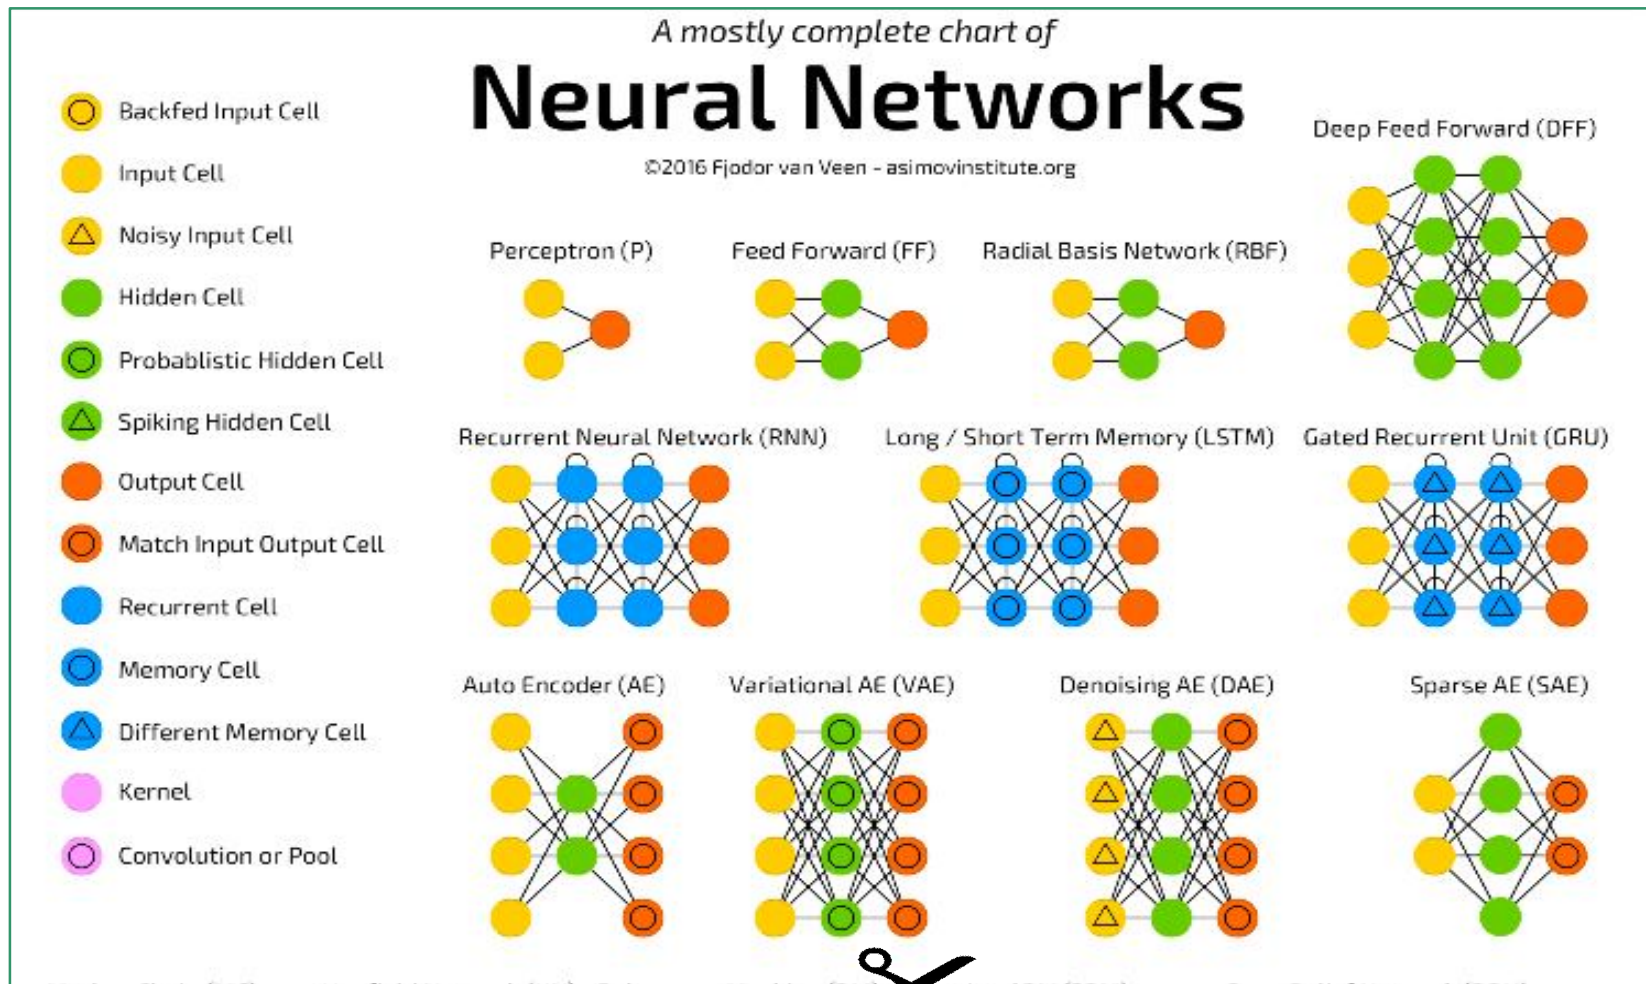 A mostly complete chart of
Neural Networks
©2016 Fjodor van Veen - asimovinstitute.org
Backfed Input Cell
Input Cell
Noisy Input Cell
Hidden Cell
Probablistic Hidden Cell
Spiking Hidden Cell
Output Cell
Match Input Output Cell
Recurrent Cell
Memory Cell
Different Memory Cell
Kernel
Convolution or Pool
Deep Feed Forward (DFF)
Perceptron (P)
Feed Forward (FF)
Radial Basis Network (RBF)
Recurrent Neural Network (RNN)
Long / Short Term Memory (LSTM)
Gated Recurrent Unit (GRU)
Auto Encoder (AE)
Variational AE (VAE)
Denoising AE (DAE)
Sparse AE (SAE)